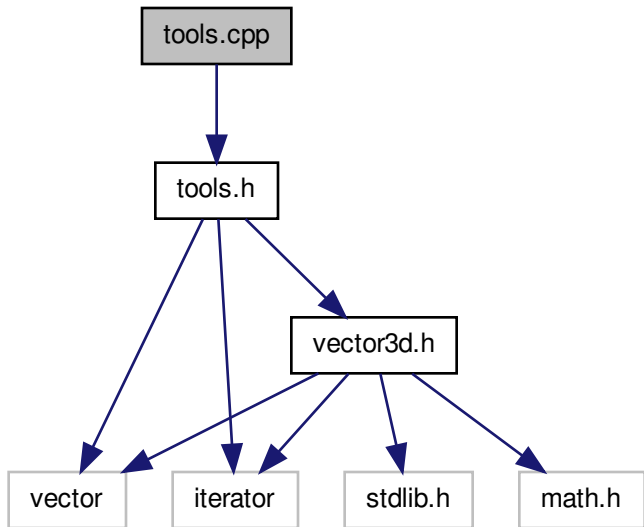 tools.cpp
tools.h
vector3d.h
vector
iterator
stdlib.h
math.h